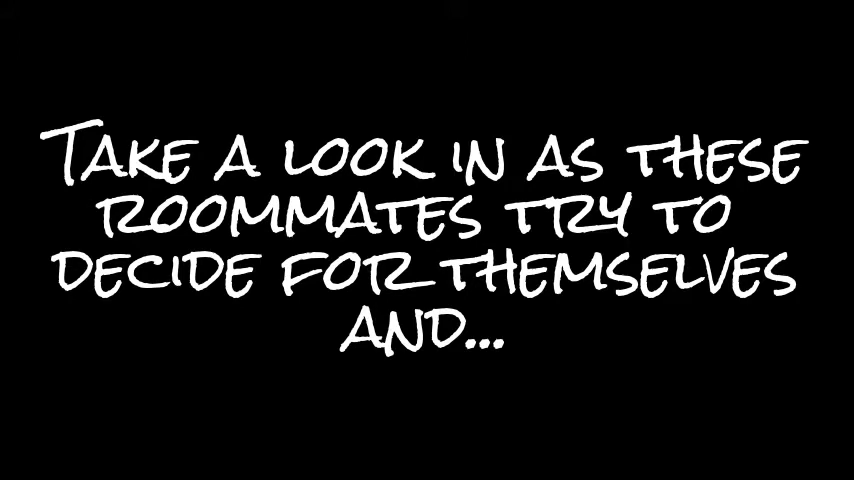 Take a look in as these
roommates try to
decide for themselves
and...